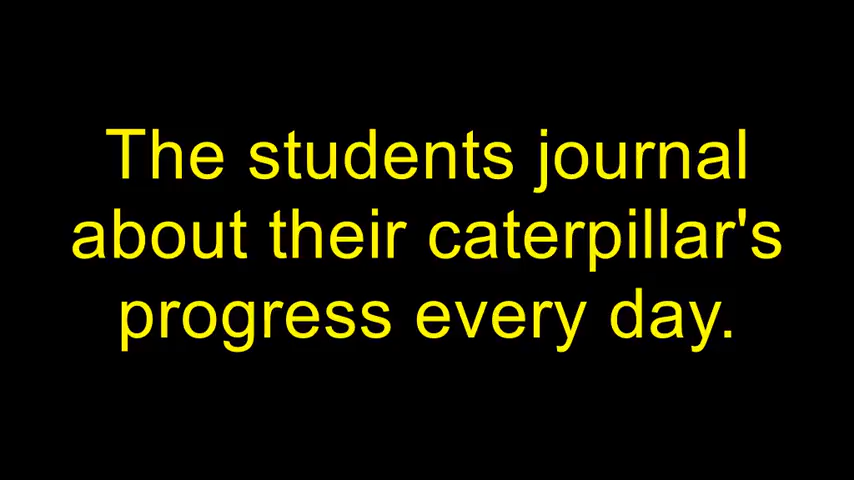 The students journal
about their caterpillar's
progress every day.